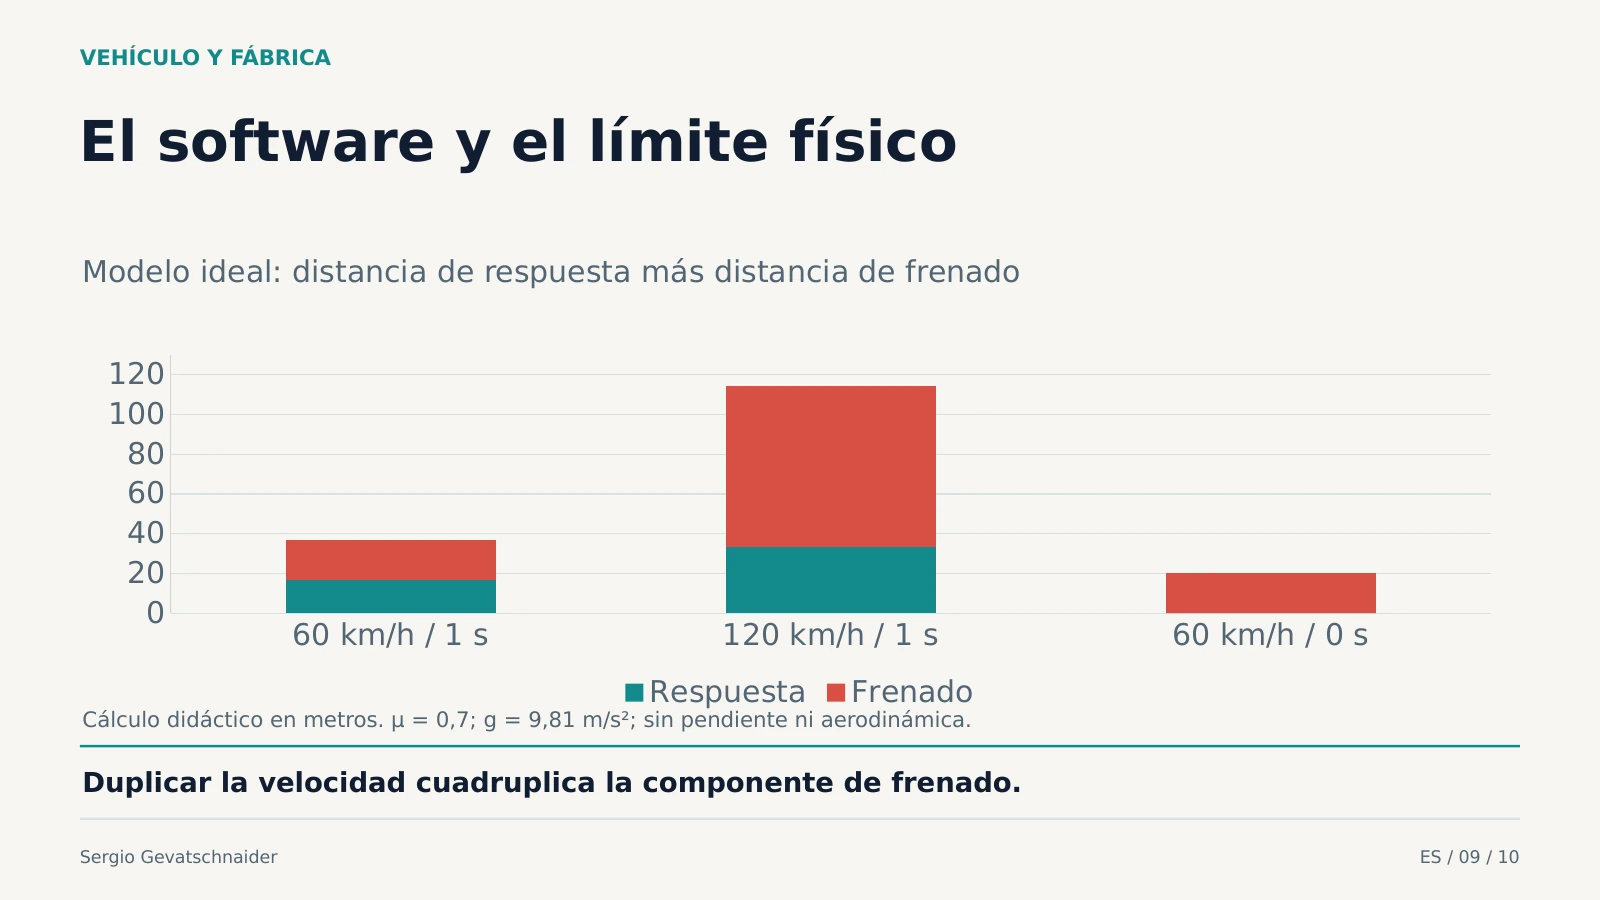 VEHÍCULO Y FÁBRICA
El software y el límite físico
Modelo ideal: distancia de respuesta más distancia de frenado
120
100
80
60
40
20
0
60 km/h / 1 s
120 km/h / 1 s
60 km/h / 0 s
Respuesta
Frenado
Cálculo didáctico en metros. μ = 0,7; g = 9,81 m/s²; sin pendiente ni aerodinámica.
Duplicar la velocidad cuadruplica la componente de frenado.
Sergio Gevatschnaider
ES / 09 / 10